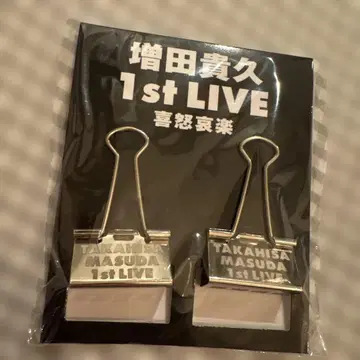 増田貴久
1st LIVE
喜怒哀楽
TAKAHISA
MASUDA
1st LIVE
TAKAHISA
MASUDA
1st LIVE